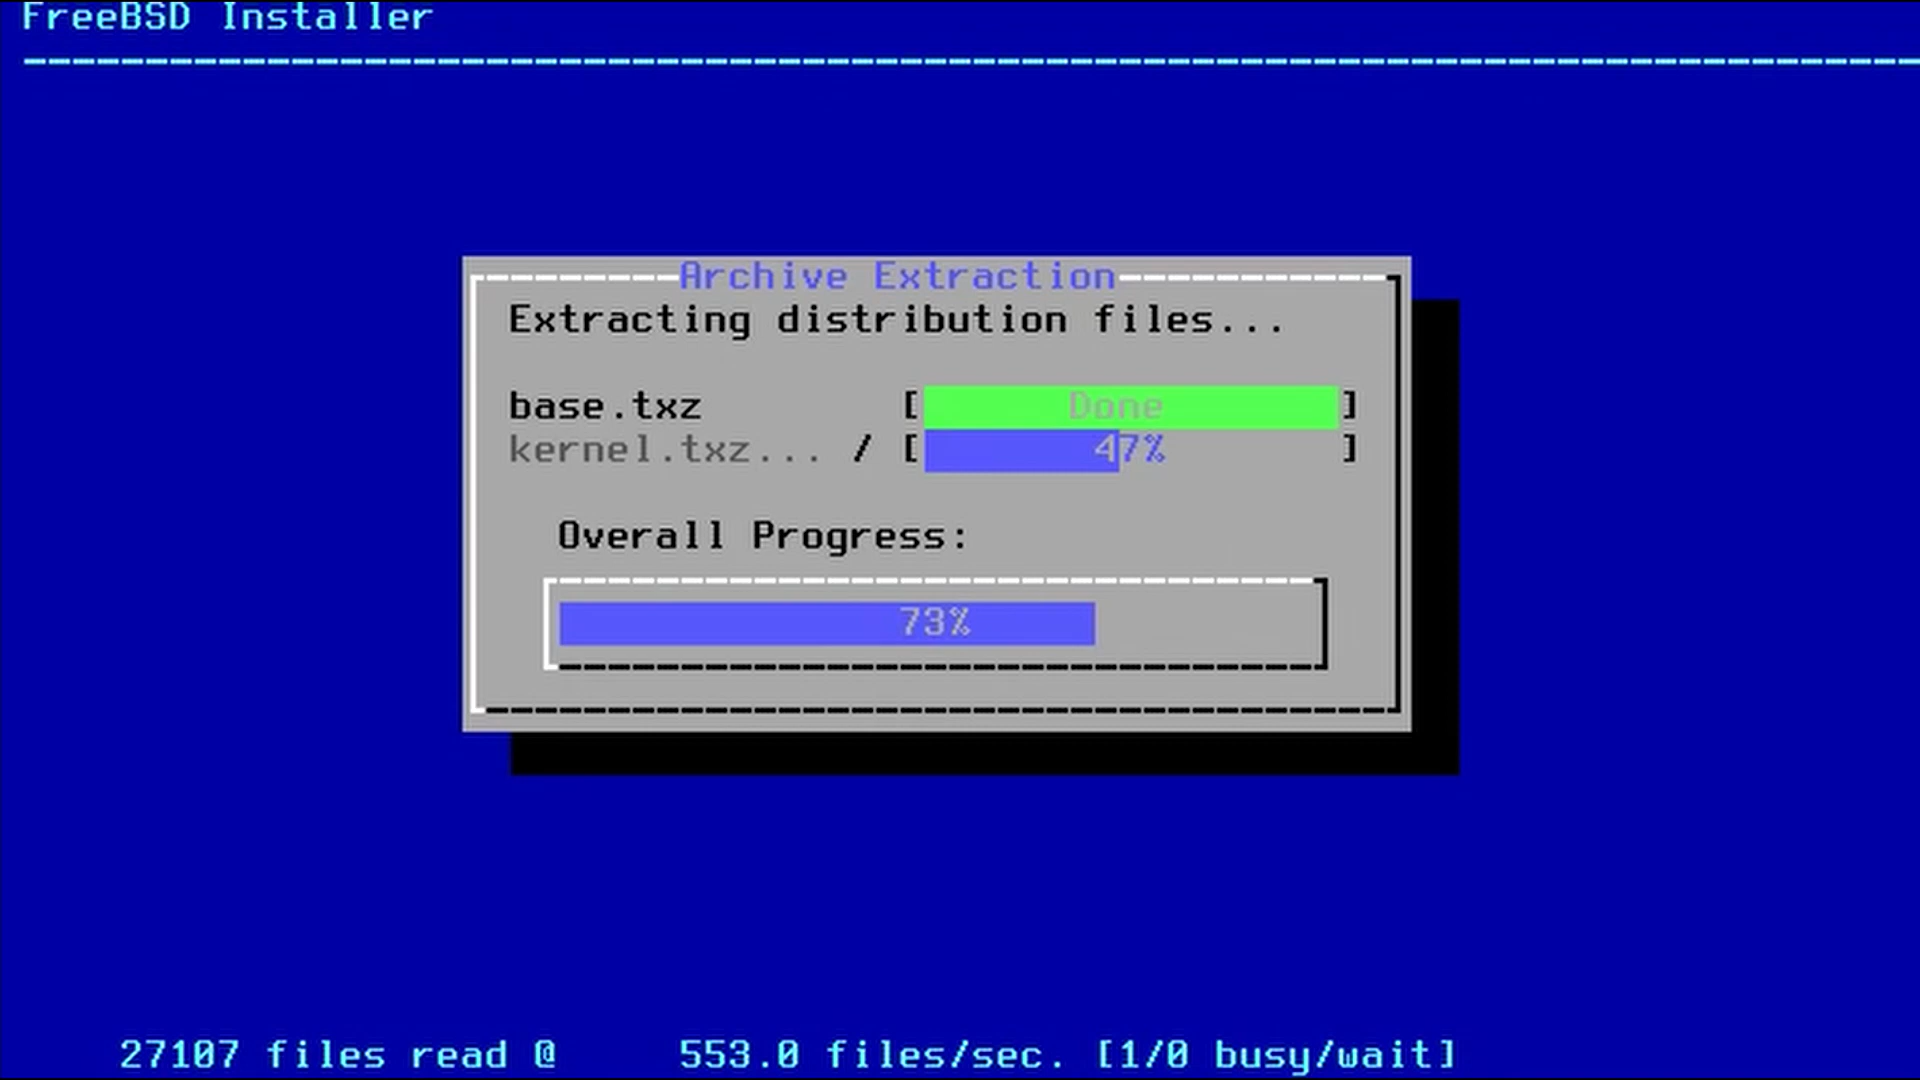 FreeBSD Installer
Archive Extraction
Extracting distribution files...
base.txz [ Done ]
kernel.txz... / [ 47% ]
Overall Progress:
73%
27107 files read @ 553.0 files/sec. [1/0 busy/wait]